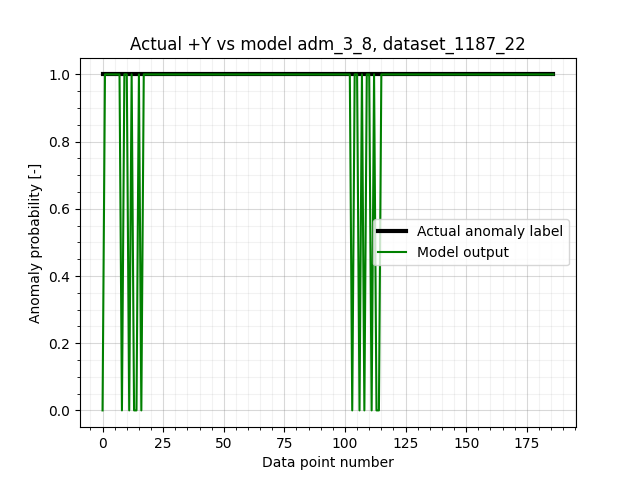 Actual +Y vs model adm_3_8, dataset_1187_22
Anomaly probability [-]
1.0
0.8
0.6
0.4
0.2
0.0
Actual anomaly label
Model output
0 25 50 75 100 125 150 175
Data point number